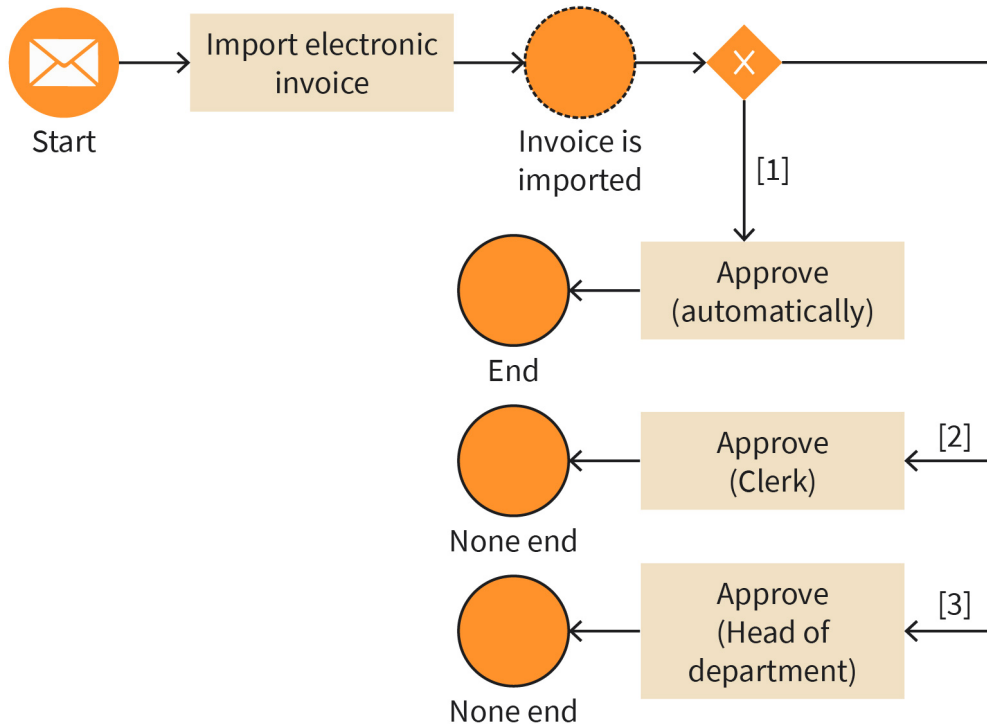 Import electronic
invoice
Start
Invoice is
imported
[1]
Approve
(automatically)
End
[2]
Approve
(Clerk)
None end
[3]
Approve
(Head of
department)
None end